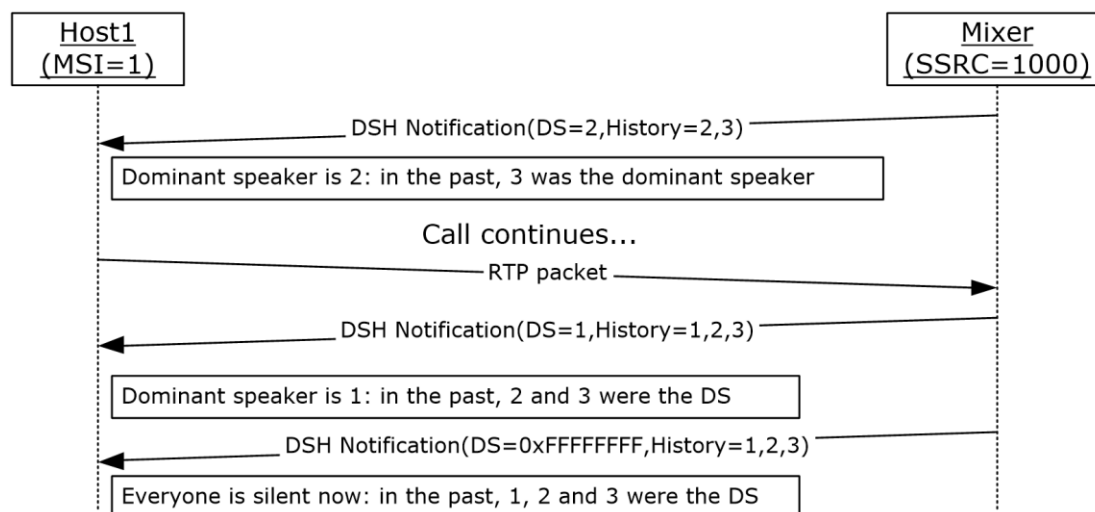 Host1
(MSI=1)
Mixer
(SSRC=1000)
DSH Notification(DS=2,History=2,3)
Dominant speaker is 2: in the past, 3 was the dominant speaker
Call continues...
RTP packet
DSH Notification(DS=1,History=1,2,3)
Dominant speaker is 1: in the past, 2 and 3 were the DS
DSH Notification(DS=0xFFFFFFFF,History=1,2,3)
Everyone is silent now: in the past, 1, 2 and 3 were the DS